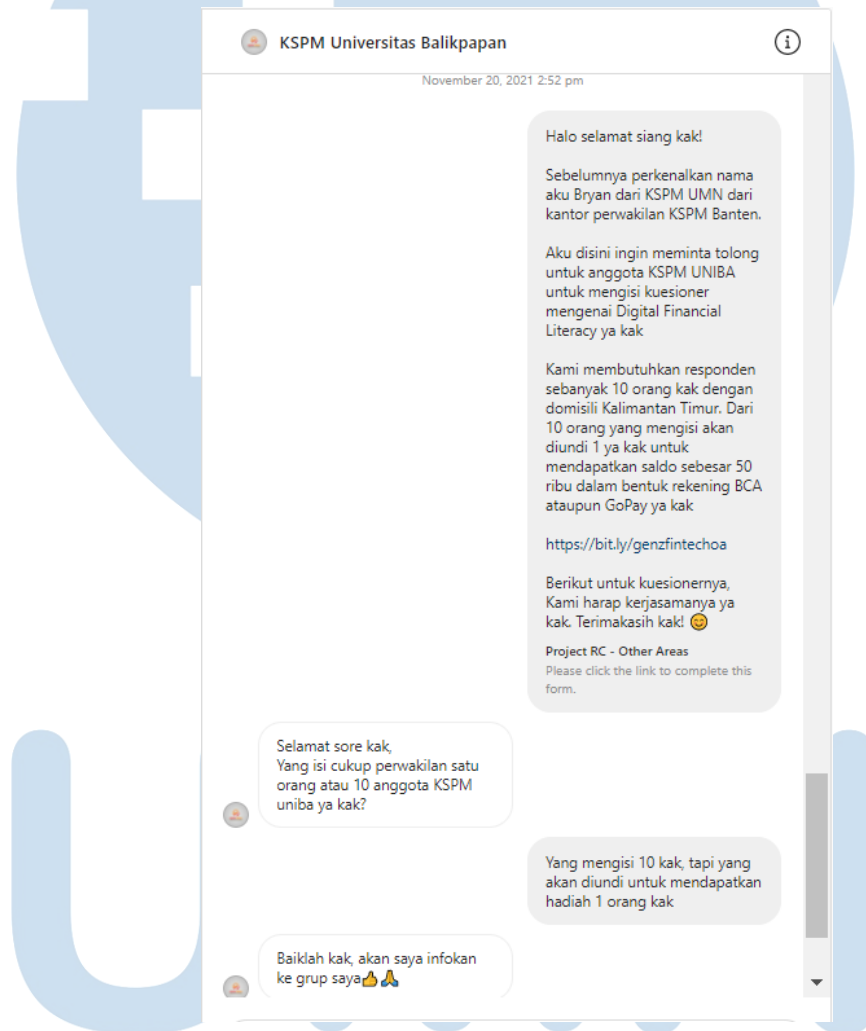 KSPM Universitas Balikpapan
November 20, 2021 2:52 pm
Halo selamat siang kak!
Sebelumnya perkenalkan nama
aku Bryan dari KSPM UMN dari
kantor perwakilan KSPM Banten.
Aku disini ingin meminta tolong
untuk anggota KSPM UNIBA
untuk mengisi kuesioner
mengenai Digital Financial
Literacy ya kak
Kami membutuhkan responden
sebanyak 10 orang kak dengan
domisili Kalimantan Timur. Dari
10 orang yang mengisi akan
diundi 1 ya kak untuk
mendapatkan saldo sebesar 50
ribu dalam bentuk rekening BCA
ataupun GoPay ya kak
https://bit.ly/genzfintechoa
Berikut untuk kuesionernya,
Kami harap kerjasamanya ya
kak. Terimakasih kak! 😊
Project RC - Other Areas
Please click the link to complete this
form.
Selamat sore kak,
Yang isi cukup perwakilan satu
orang atau 10 anggota KSPM
uniba ya kak?
Yang mengisi 10 kak, tapi yang
akan diundi untuk mendapatkan
hadiah 1 orang kak
Baiklah kak, akan saya infokan
ke grup saya👍🙏